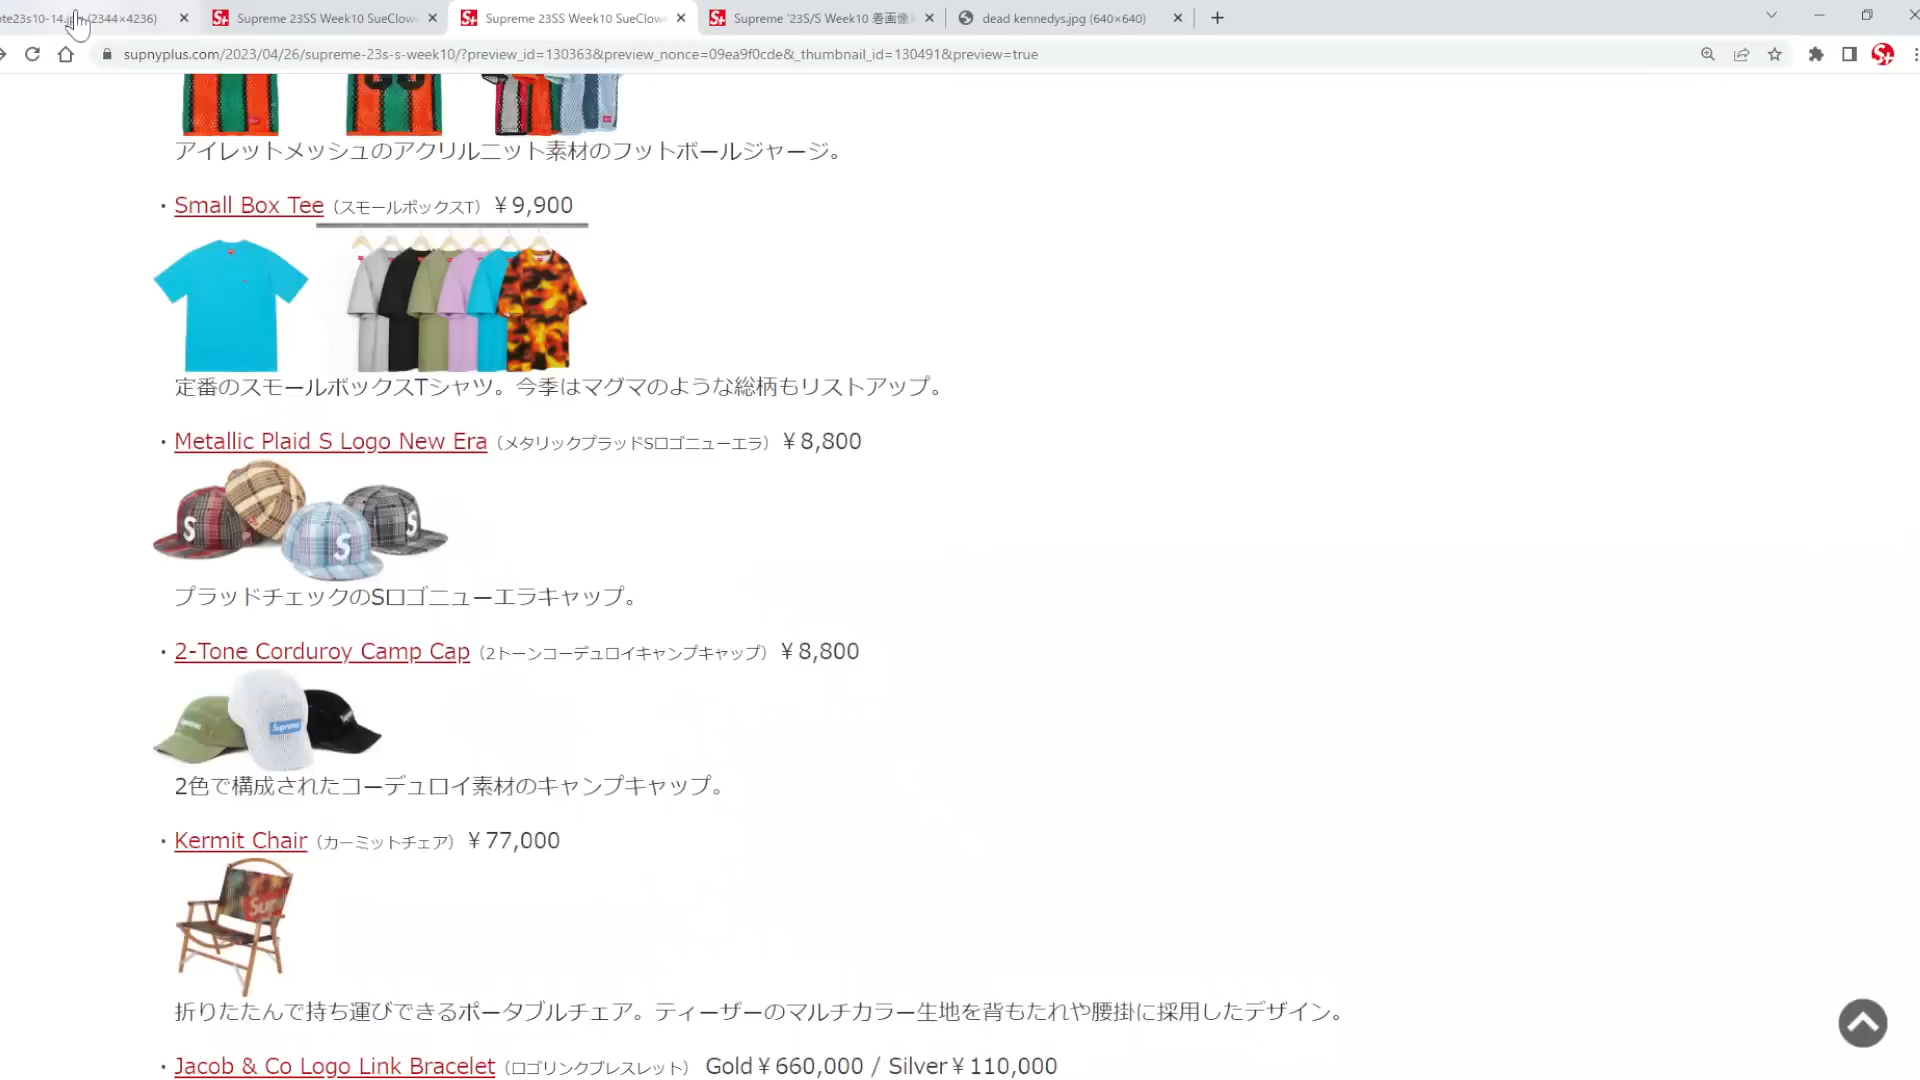 te23s10-14.jpg (2344×4236)
Supreme 23SS Week10 SueClow
Supreme 23SS Week10 SueClow
Supreme '23S/S Week10 着画像
dead kennedys.jpg (640×640)
supnyplus.com/2023/04/26/supreme-23s-s-week10/?preview_id=130363&preview_nonce=09ea9f0cde&_thumbnail_id=130491&preview=true
アイレットメッシュのアクリルニット素材のフットボールジャージ。
・Small Box Tee（スモールボックスT）￥9,900
定番のスモールボックスTシャツ。今季はマグマのような総柄もリストアップ。
・Metallic Plaid S Logo New Era（メタリックプラッドSロゴニューエラ）￥8,800
S S S
プラッドチェックのSロゴニューエラキャップ。
・2-Tone Corduroy Camp Cap（2トーンコーデュロイキャンプキャップ）￥8,800
Supreme
2色で構成されたコーデュロイ素材のキャンプキャップ。
・Kermit Chair（カーミットチェア）￥77,000
Sup
折りたたんで持ち運びできるポータブルチェア。ティーザーのマルチカラー生地を背もたれや腰掛に採用したデザイン。
・Jacob & Co Logo Link Bracelet（ロゴリンクブレスレット） Gold￥660,000 / Silver￥110,000